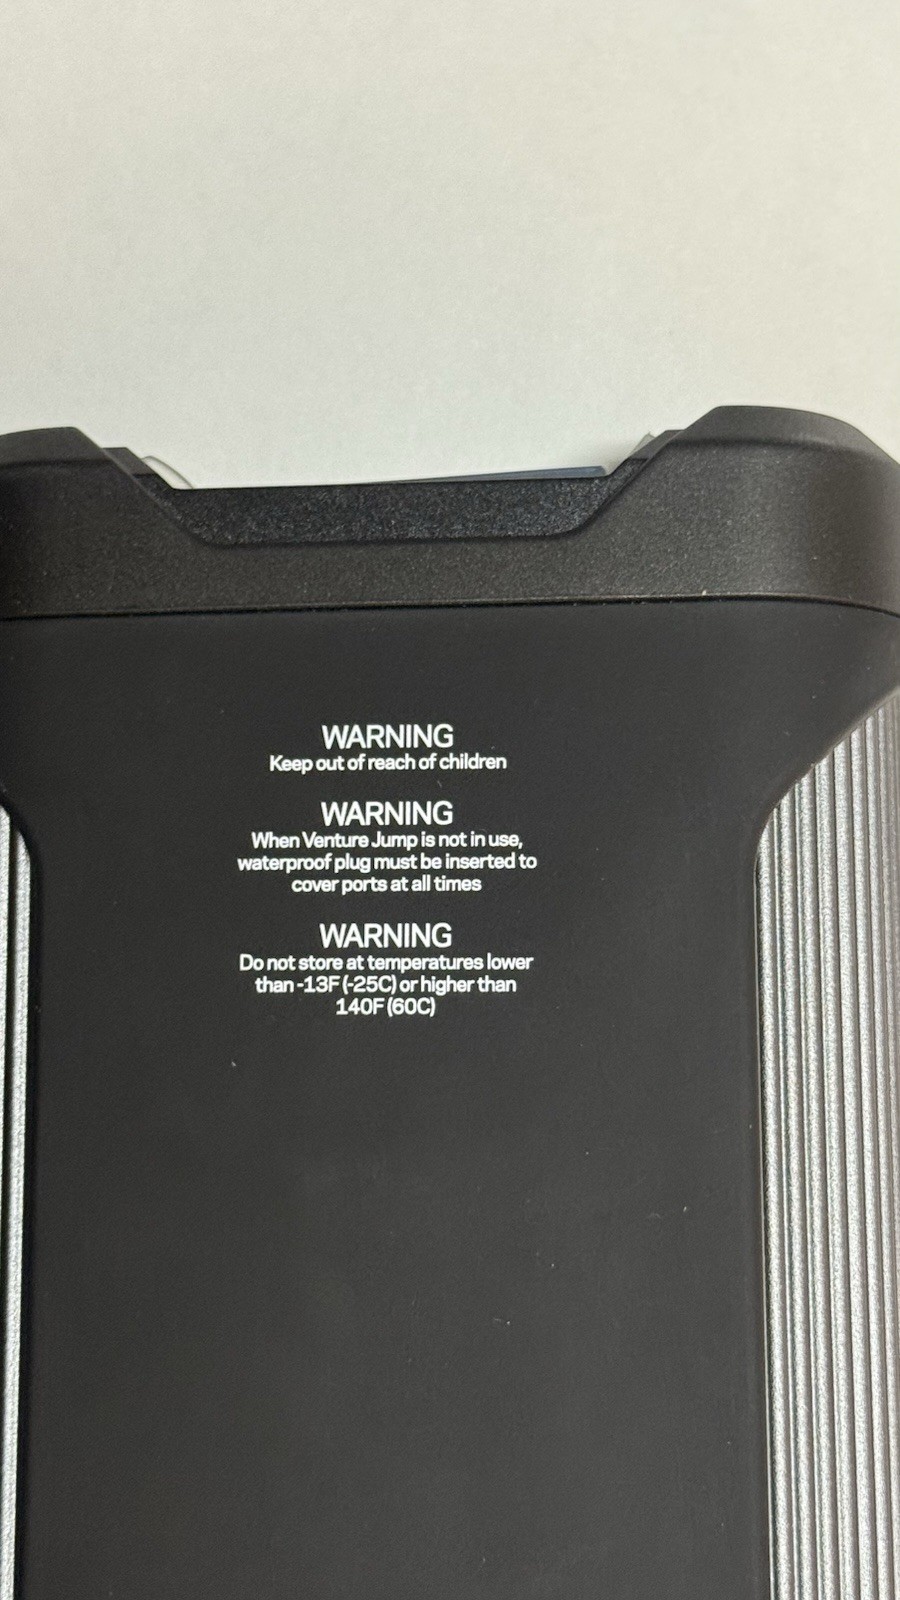 WARNING
Keep out of reach of children
WARNING
When Venture Jump is not in use,
waterproof plug must be inserted to
cover ports at all times
WARNING
Do not store at temperatures lower
than -13F (-25C) or higher than
140F (60C)